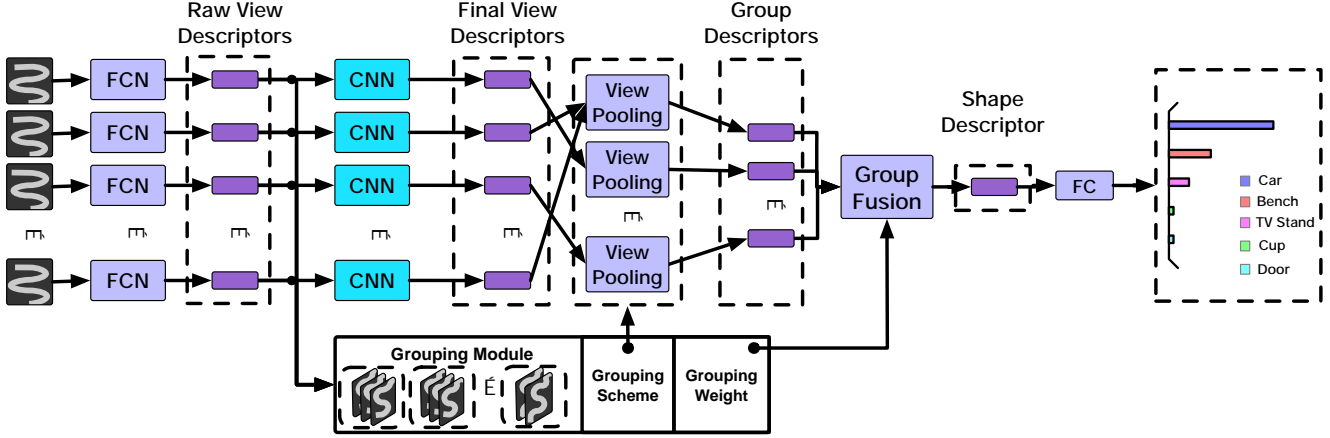 Raw View
Descriptors
Final View
Descriptors
Group
Descriptors
FCN
CNN
View
Pooling
FCN
CNN
Shape
Descriptor
FCN
CNN
View
Pooling
Group
Fusion
FC
Car
Bench
TV Stand
Cup
Door
É
É
É
É
É
É
FCN
CNN
View
Pooling
Grouping Module
É
Grouping
Scheme
Grouping
Weight